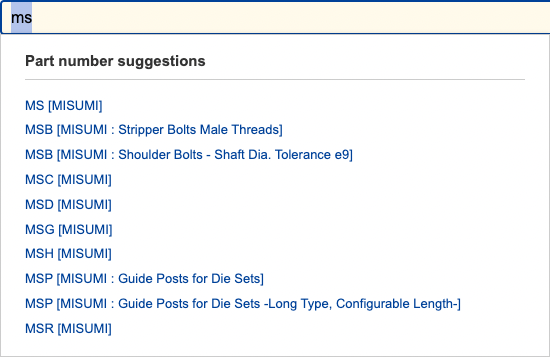 ms
Part number suggestions
MS [MISUMI]
MSB [MISUMI : Stripper Bolts Male Threads]
MSB [MISUMI : Shoulder Bolts - Shaft Dia. Tolerance e9]
MSC [MISUMI]
MSD [MISUMI]
MSG [MISUMI]
MSH [MISUMI]
MSP [MISUMI : Guide Posts for Die Sets]
MSP [MISUMI : Guide Posts for Die Sets -Long Type, Configurable Length-]
MSR [MISUMI]